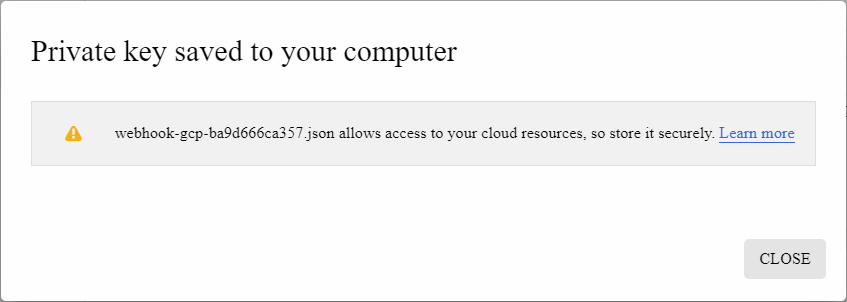 Private key saved to your computer
webhook-gcp-ba9d666ca357.json allows access to your cloud resources, so store it securely. Learn more
CLOSE